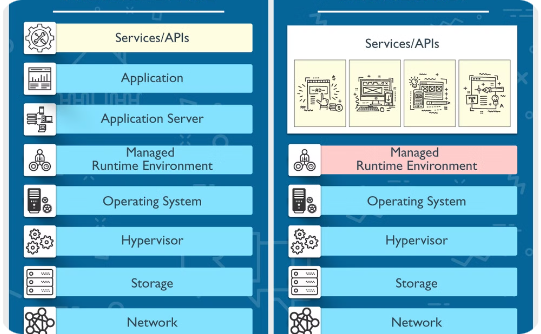 Services/APIs
Application
Application Server
Managed
Runtime Environment
Operating System
Hypervisor
Storage
Network
Services/APIs
Managed
Runtime Environment
Operating System
Hypervisor
Storage
Network